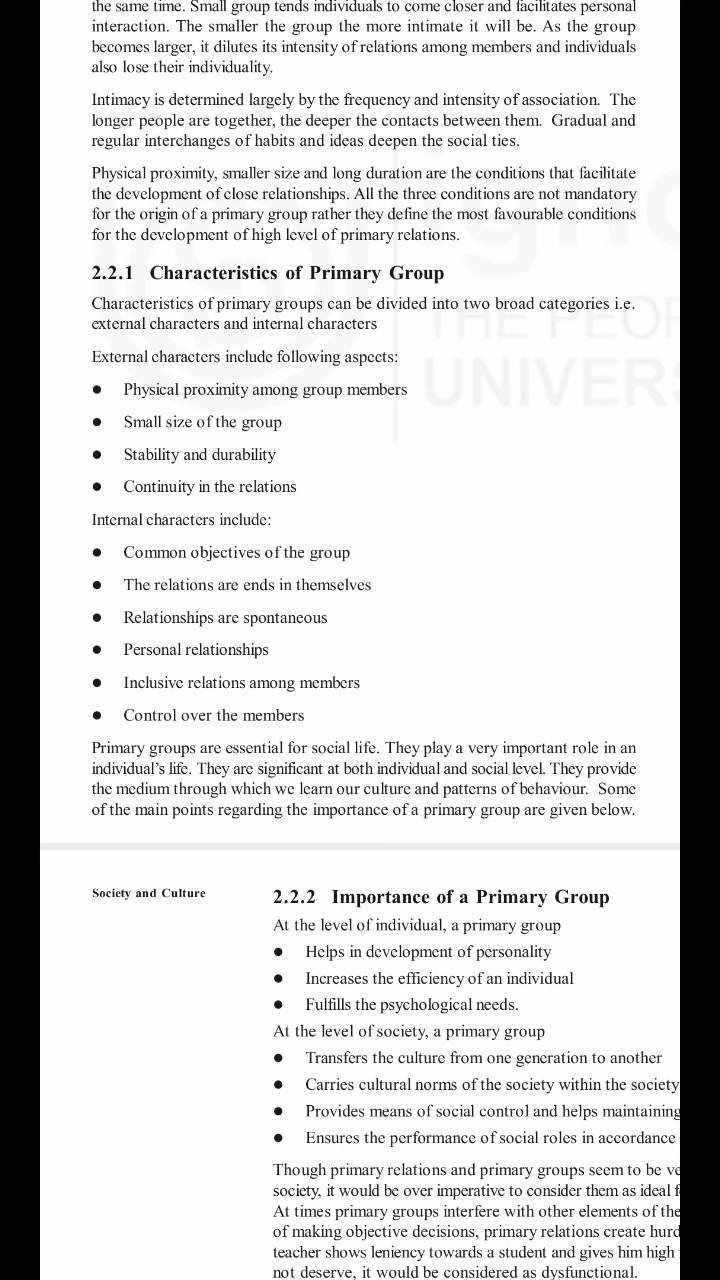 the same time. Small group tends individuals to come closer and facilitates personal
interaction. The smaller the group the more intimate it will be. As the group
becomes larger, it dilutes its intensity of relations among members and individuals
also lose their individuality.
Intimacy is determined largely by the frequency and intensity of association. The
longer people are together, the deeper the contacts between them. Gradual and
regular interchanges of habits and ideas deepen the social ties.
Physical proximity, smaller size and long duration are the conditions that facilitate
the development of close relationships. All the three conditions are not mandatory
for the origin of a primary group rather they define the most favourable conditions
for the development of high level of primary relations.
2.2.1 Characteristics of Primary Group
Characteristics of primary groups can be divided into two broad categories i.e.
external characters and internal characters
External characters include following aspects:
● Physical proximity among group members
● Small size of the group
● Stability and durability
● Continuity in the relations
Internal characters include:
● Common objectives of the group
● The relations are ends in themselves
● Relationships are spontaneous
● Personal relationships
● Inclusive relations among members
● Control over the members
Primary groups are essential for social life. They play a very important role in an
individual's life. They are significant at both individual and social level. They provide
the medium through which we learn our culture and patterns of behaviour. Some
of the main points regarding the importance of a primary group are given below.
THE PEOP
UNIVERS
Society and Culture
2.2.2 Importance of a Primary Group
At the level of individual, a primary group
● Helps in development of personality
● Increases the efficiency of an individual
● Fulfills the psychological needs.
At the level of society, a primary group
● Transfers the culture from one generation to another
● Carries cultural norms of the society within the society
● Provides means of social control and helps maintaining
● Ensures the performance of social roles in accordance
Though primary relations and primary groups seem to be ve
society, it would be over imperative to consider them as ideal f
At times primary groups interfere with other elements of the
of making objective decisions, primary relations create hurd
teacher shows leniency towards a student and gives him high
not deserve, it would be considered as dysfunctional.